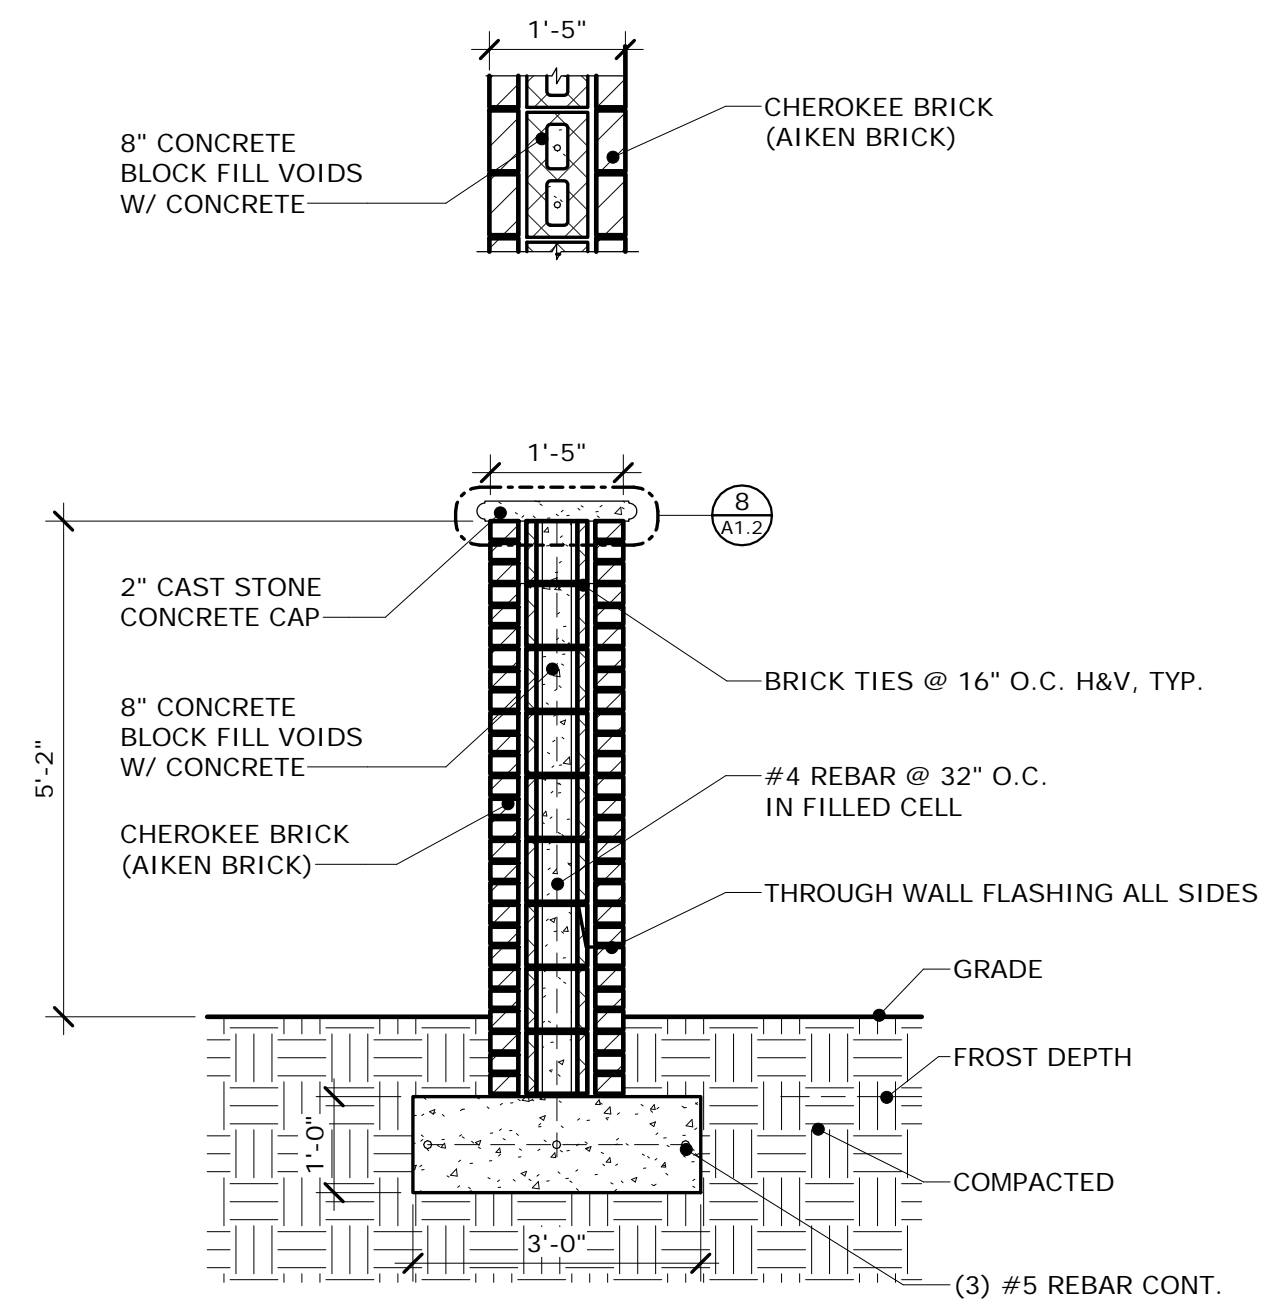 1'-5"
CHEROKEE BRICK
(AIKEN BRICK)
8" CONCRETE
BLOCK FILL VOIDS
W/ CONCRETE
1'-5"
8
A1.2
2" CAST STONE
CONCRETE CAP
BRICK TIES @ 16" O.C. H&V, TYP.
8" CONCRETE
BLOCK FILL VOIDS
W/ CONCRETE
5'-2"
#4 REBAR @ 32" O.C.
IN FILLED CELL
CHEROKEE BRICK
(AIKEN BRICK)
THROUGH WALL FLASHING ALL SIDES
GRADE
FROST DEPTH
1'-0"
COMPACTED
3'-0"
(3) #5 REBAR CONT.